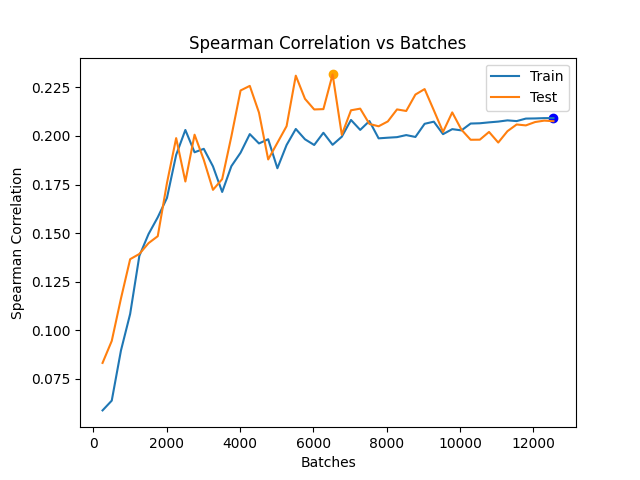 Spearman Correlation vs Batches
Train
Test
Spearman Correlation
0.225
0.200
0.175
0.150
0.125
0.100
0.075
0 2000 4000 6000 8000 10000 12000
Batches